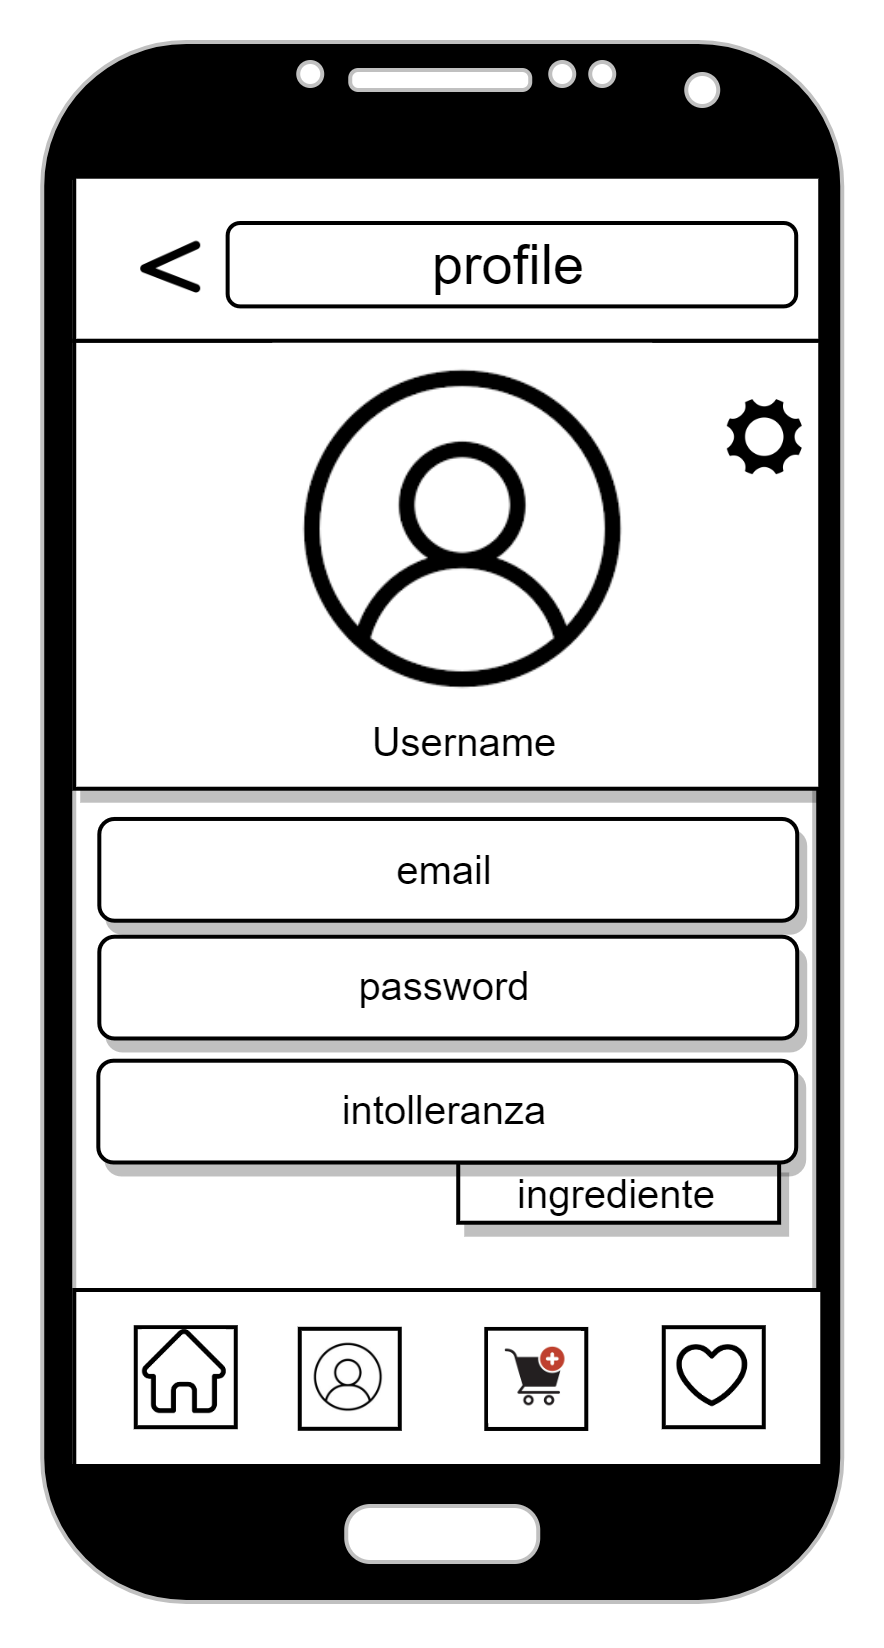 profile
Username
email
password
intolleranza
ingrediente